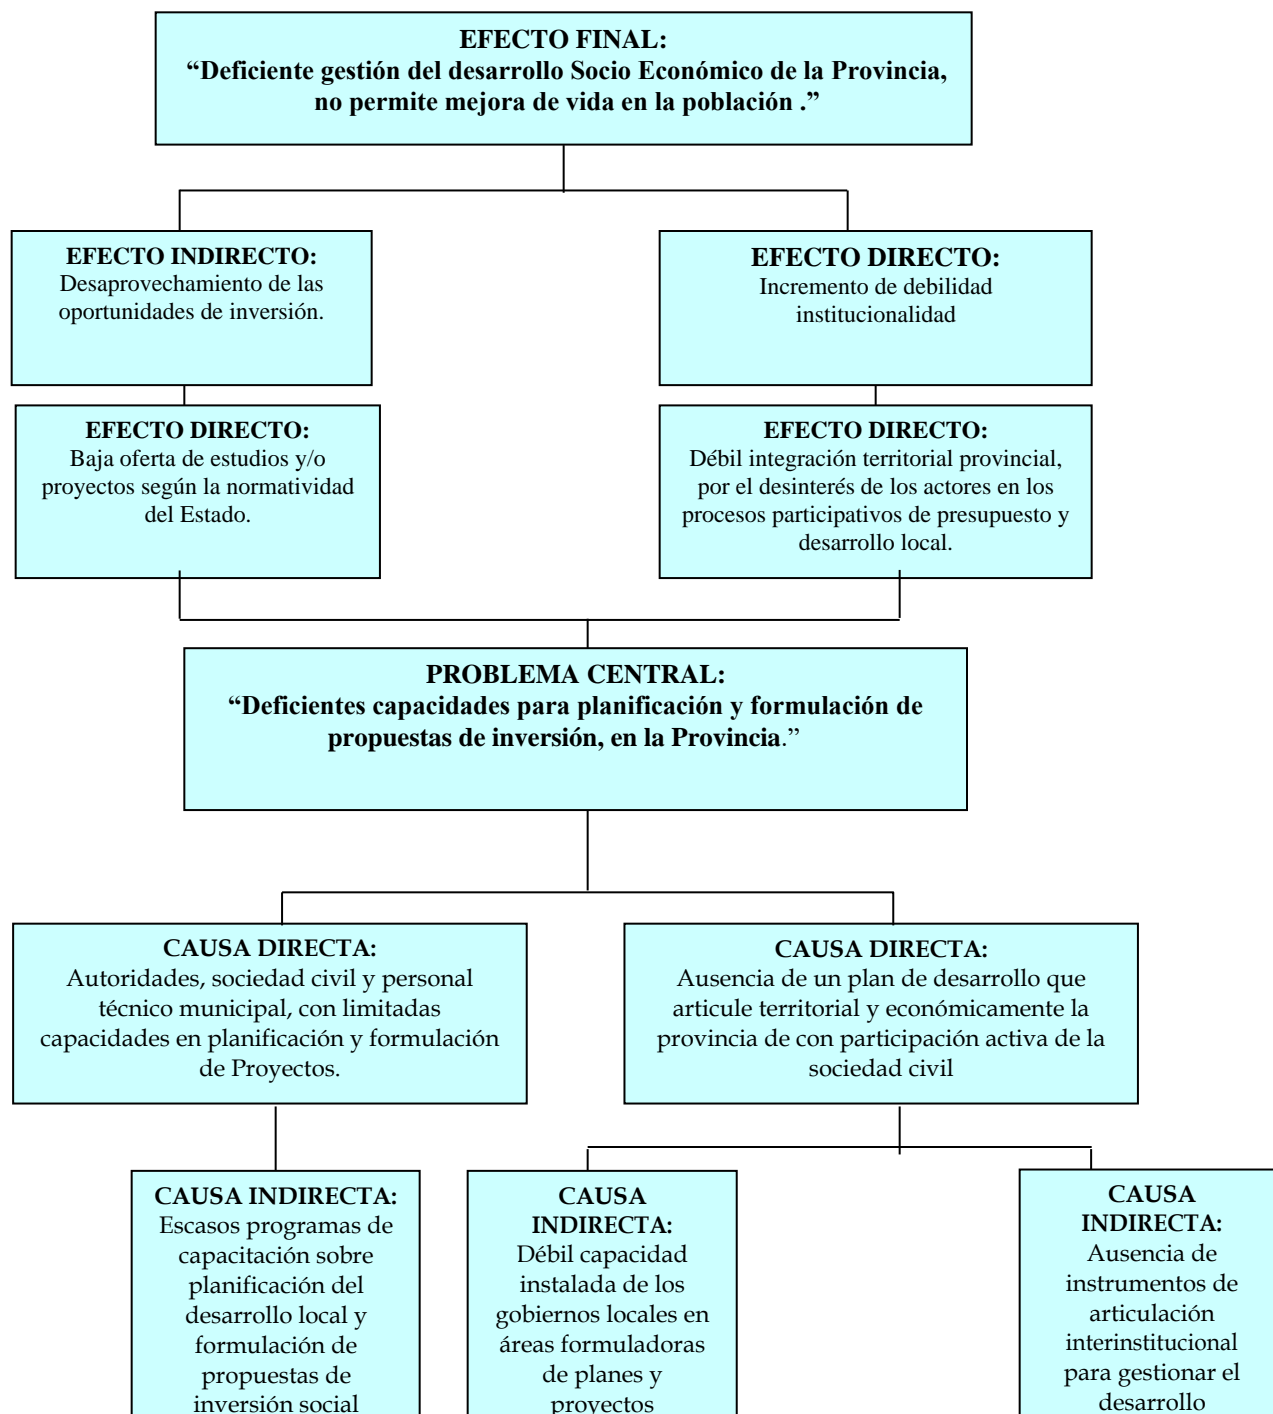 EFECTO FINAL:
“Deficiente gestión del desarrollo Socio Económico de la Provincia,
no permite mejora de vida en la población .”
EFECTO INDIRECTO:
Desaprovechamiento de las
oportunidades de inversión.
EFECTO DIRECTO:
Incremento de debilidad
institucionalidad
EFECTO DIRECTO:
Baja oferta de estudios y/o
proyectos según la normatividad
del Estado.
EFECTO DIRECTO:
Débil integración territorial provincial,
por el desinterés de los actores en los
procesos participativos de presupuesto y
desarrollo local.
PROBLEMA CENTRAL:
“Deficientes capacidades para planificación y formulación de
propuestas de inversión, en la Provincia.”
CAUSA DIRECTA:
Autoridades, sociedad civil y personal
técnico municipal, con limitadas
capacidades en planificación y formulación
de Proyectos.
CAUSA DIRECTA:
Ausencia de un plan de desarrollo que
articule territorial y económicamente la
provincia de con participación activa de la
sociedad civil
CAUSA INDIRECTA:
Escasos programas de
capacitación sobre
planificación del
desarrollo local y
formulación de
propuestas de
inversión social
CAUSA
INDIRECTA:
Débil capacidad
instalada de los
gobiernos locales en
áreas formuladoras
de planes y
proyectos
CAUSA
INDIRECTA:
Ausencia de
instrumentos de
articulación
interinstitucional
para gestionar el
desarrollo